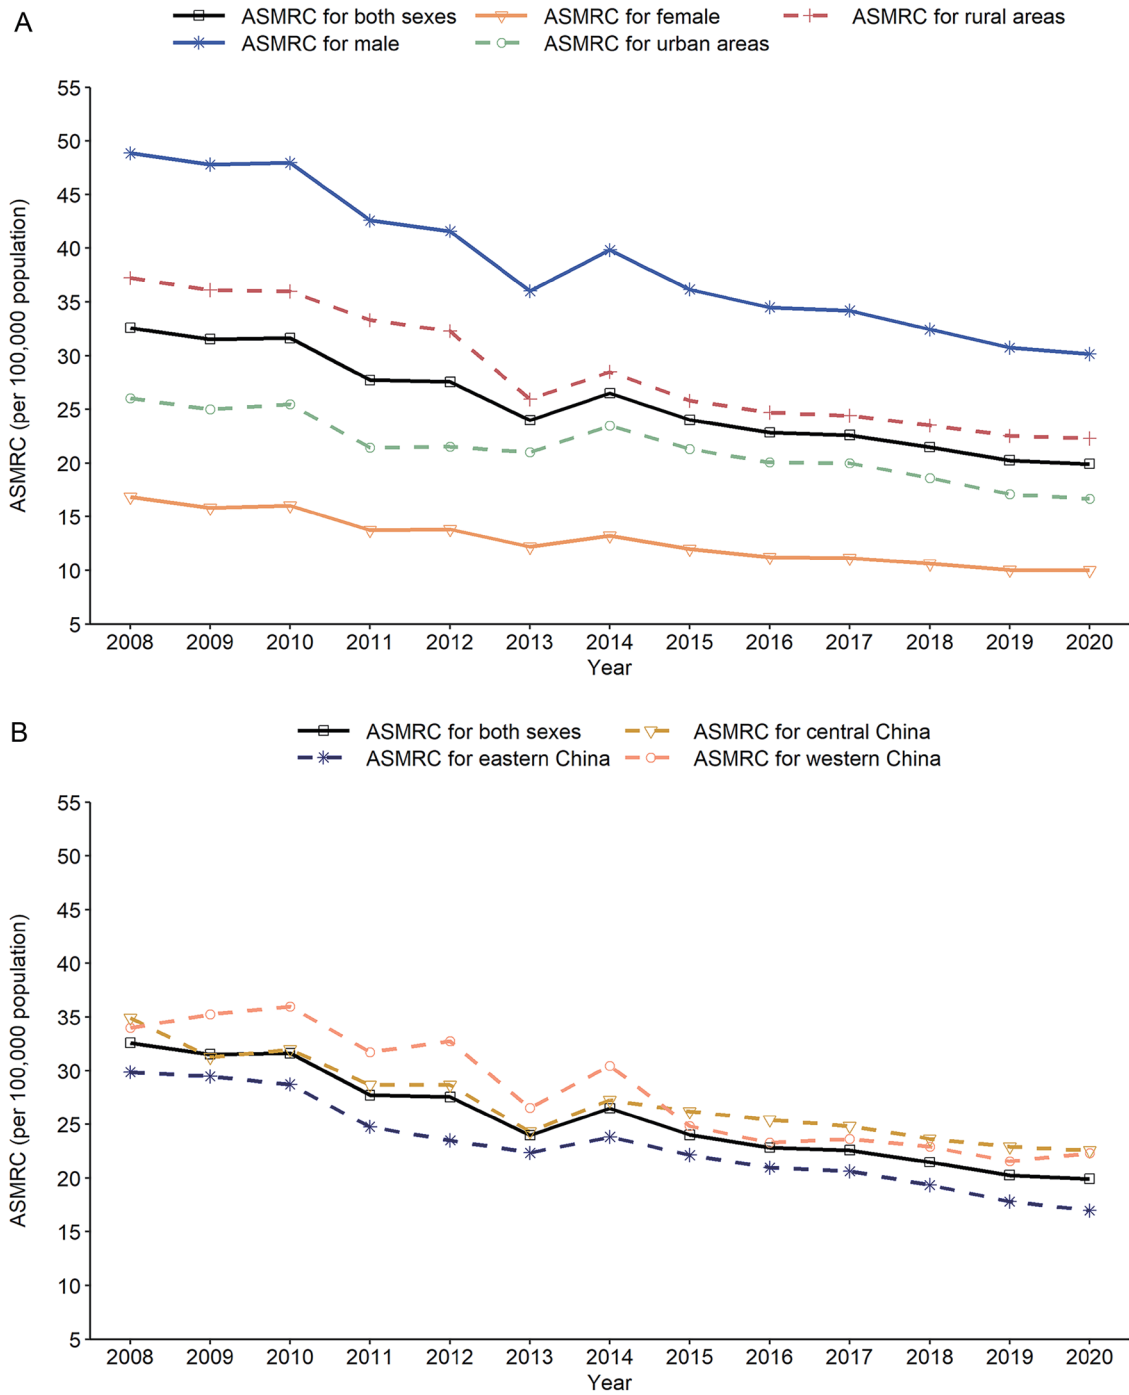 A
ASMRC for both sexes ASMRC for female ASMRC for rural areas
ASMRC for male ASMRC for urban areas
ASMRC (per 100,000 population)
55
50
45
40
35
30
25
20
15
10
5
2008 2009 2010 2011 2012 2013 2014 2015 2016 2017 2018 2019 2020
Year
B
ASMRC for both sexes ASMRC for central China
ASMRC for eastern China ASMRC for western China
ASMRC (per 100,000 population)
55
50
45
40
35
30
25
20
15
10
5
2008 2009 2010 2011 2012 2013 2014 2015 2016 2017 2018 2019 2020
Year